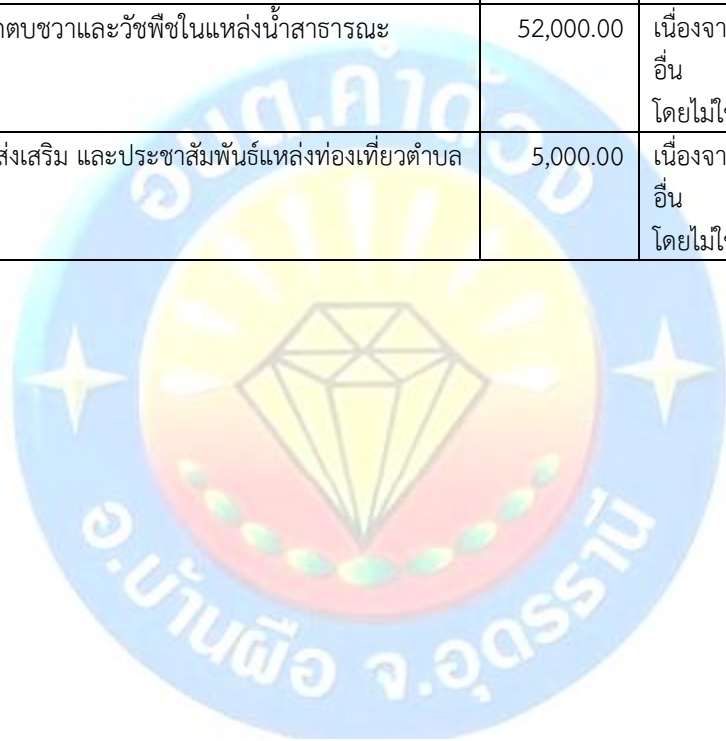 ตบชวาและวัชพืชในแหล่งน้ำสาธารณะ 52,000.00 เนื่องจา
อื่น
โดยไม่ใ
ส่งเสริม และประชาสัมพันธ์แหล่งท่องเที่ยวตำบล 5,000.00 เนื่องจา
อื่น
โดยไม่ใ
อบต.คำด้วง
อ.บ้านผือ จ.อุดรธานี